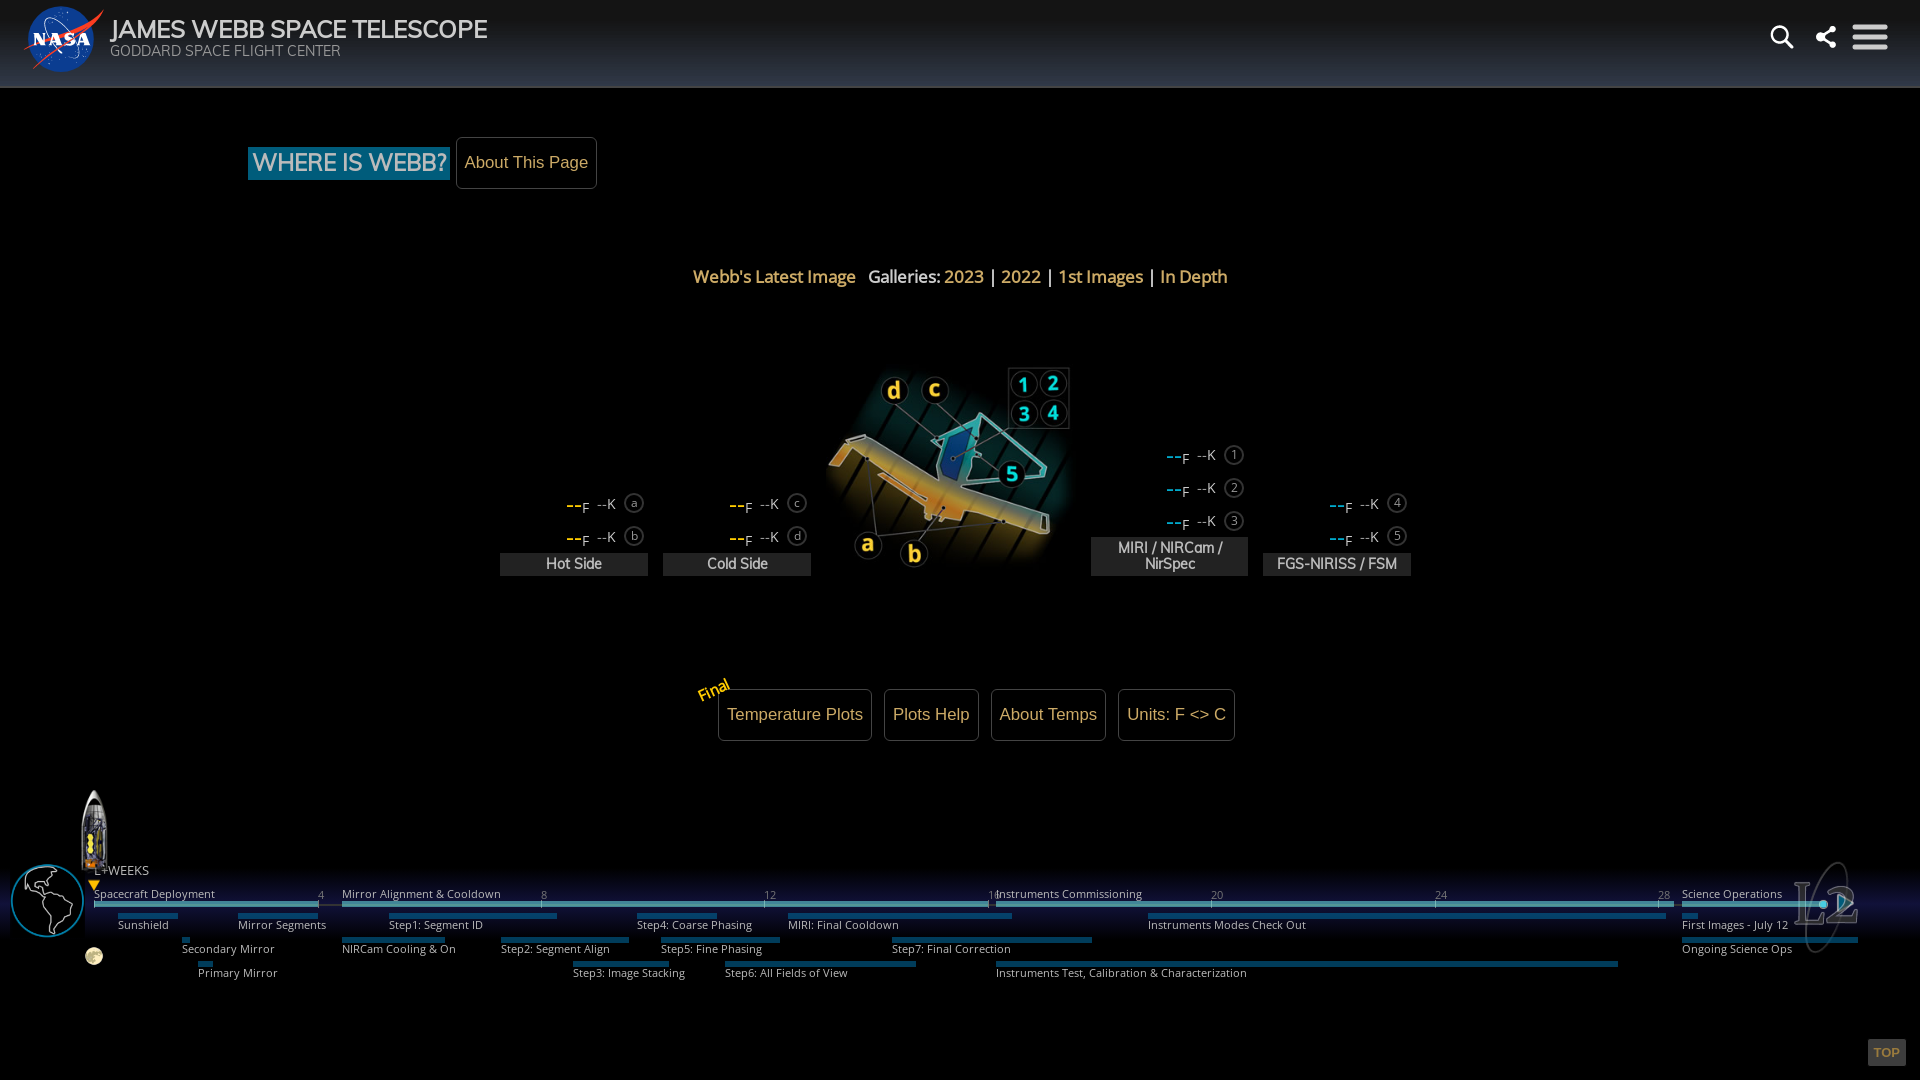 NASA
JAMES WEBB SPACE TELESCOPE
GODDARD SPACE FLIGHT CENTER
WHERE IS WEBB?
About This Page
Webb's Latest Image Galleries: 2023 | 2022 | 1st Images | In Depth
d c 1 2
3 4
5
a b
--F --K a
--F --K b
Hot Side
--F --K c
--F --K d
Cold Side
--F --K 1
--F --K 2
--F --K 3
MIRI / NIRCam /
NirSpec
--F --K 4
--F --K 5
FGS-NIRISS / FSM
Final
Temperature Plots
Plots Help
About Temps
Units: F <> C
L+WEEKS
Spacecraft Deployment 4 Mirror Alignment & Cooldown 8 12 16 Instruments Commissioning 20 24 28 Science Operations
L2
Sunshield Mirror Segments Step1: Segment ID Step4: Coarse Phasing MIRI: Final Cooldown Instruments Modes Check Out First Images - July 12
Secondary Mirror NIRCam Cooling & On Step2: Segment Align Step5: Fine Phasing Step7: Final Correction Ongoing Science Ops
Primary Mirror Step3: Image Stacking Step6: All Fields of View Instruments Test, Calibration & Characterization
TOP